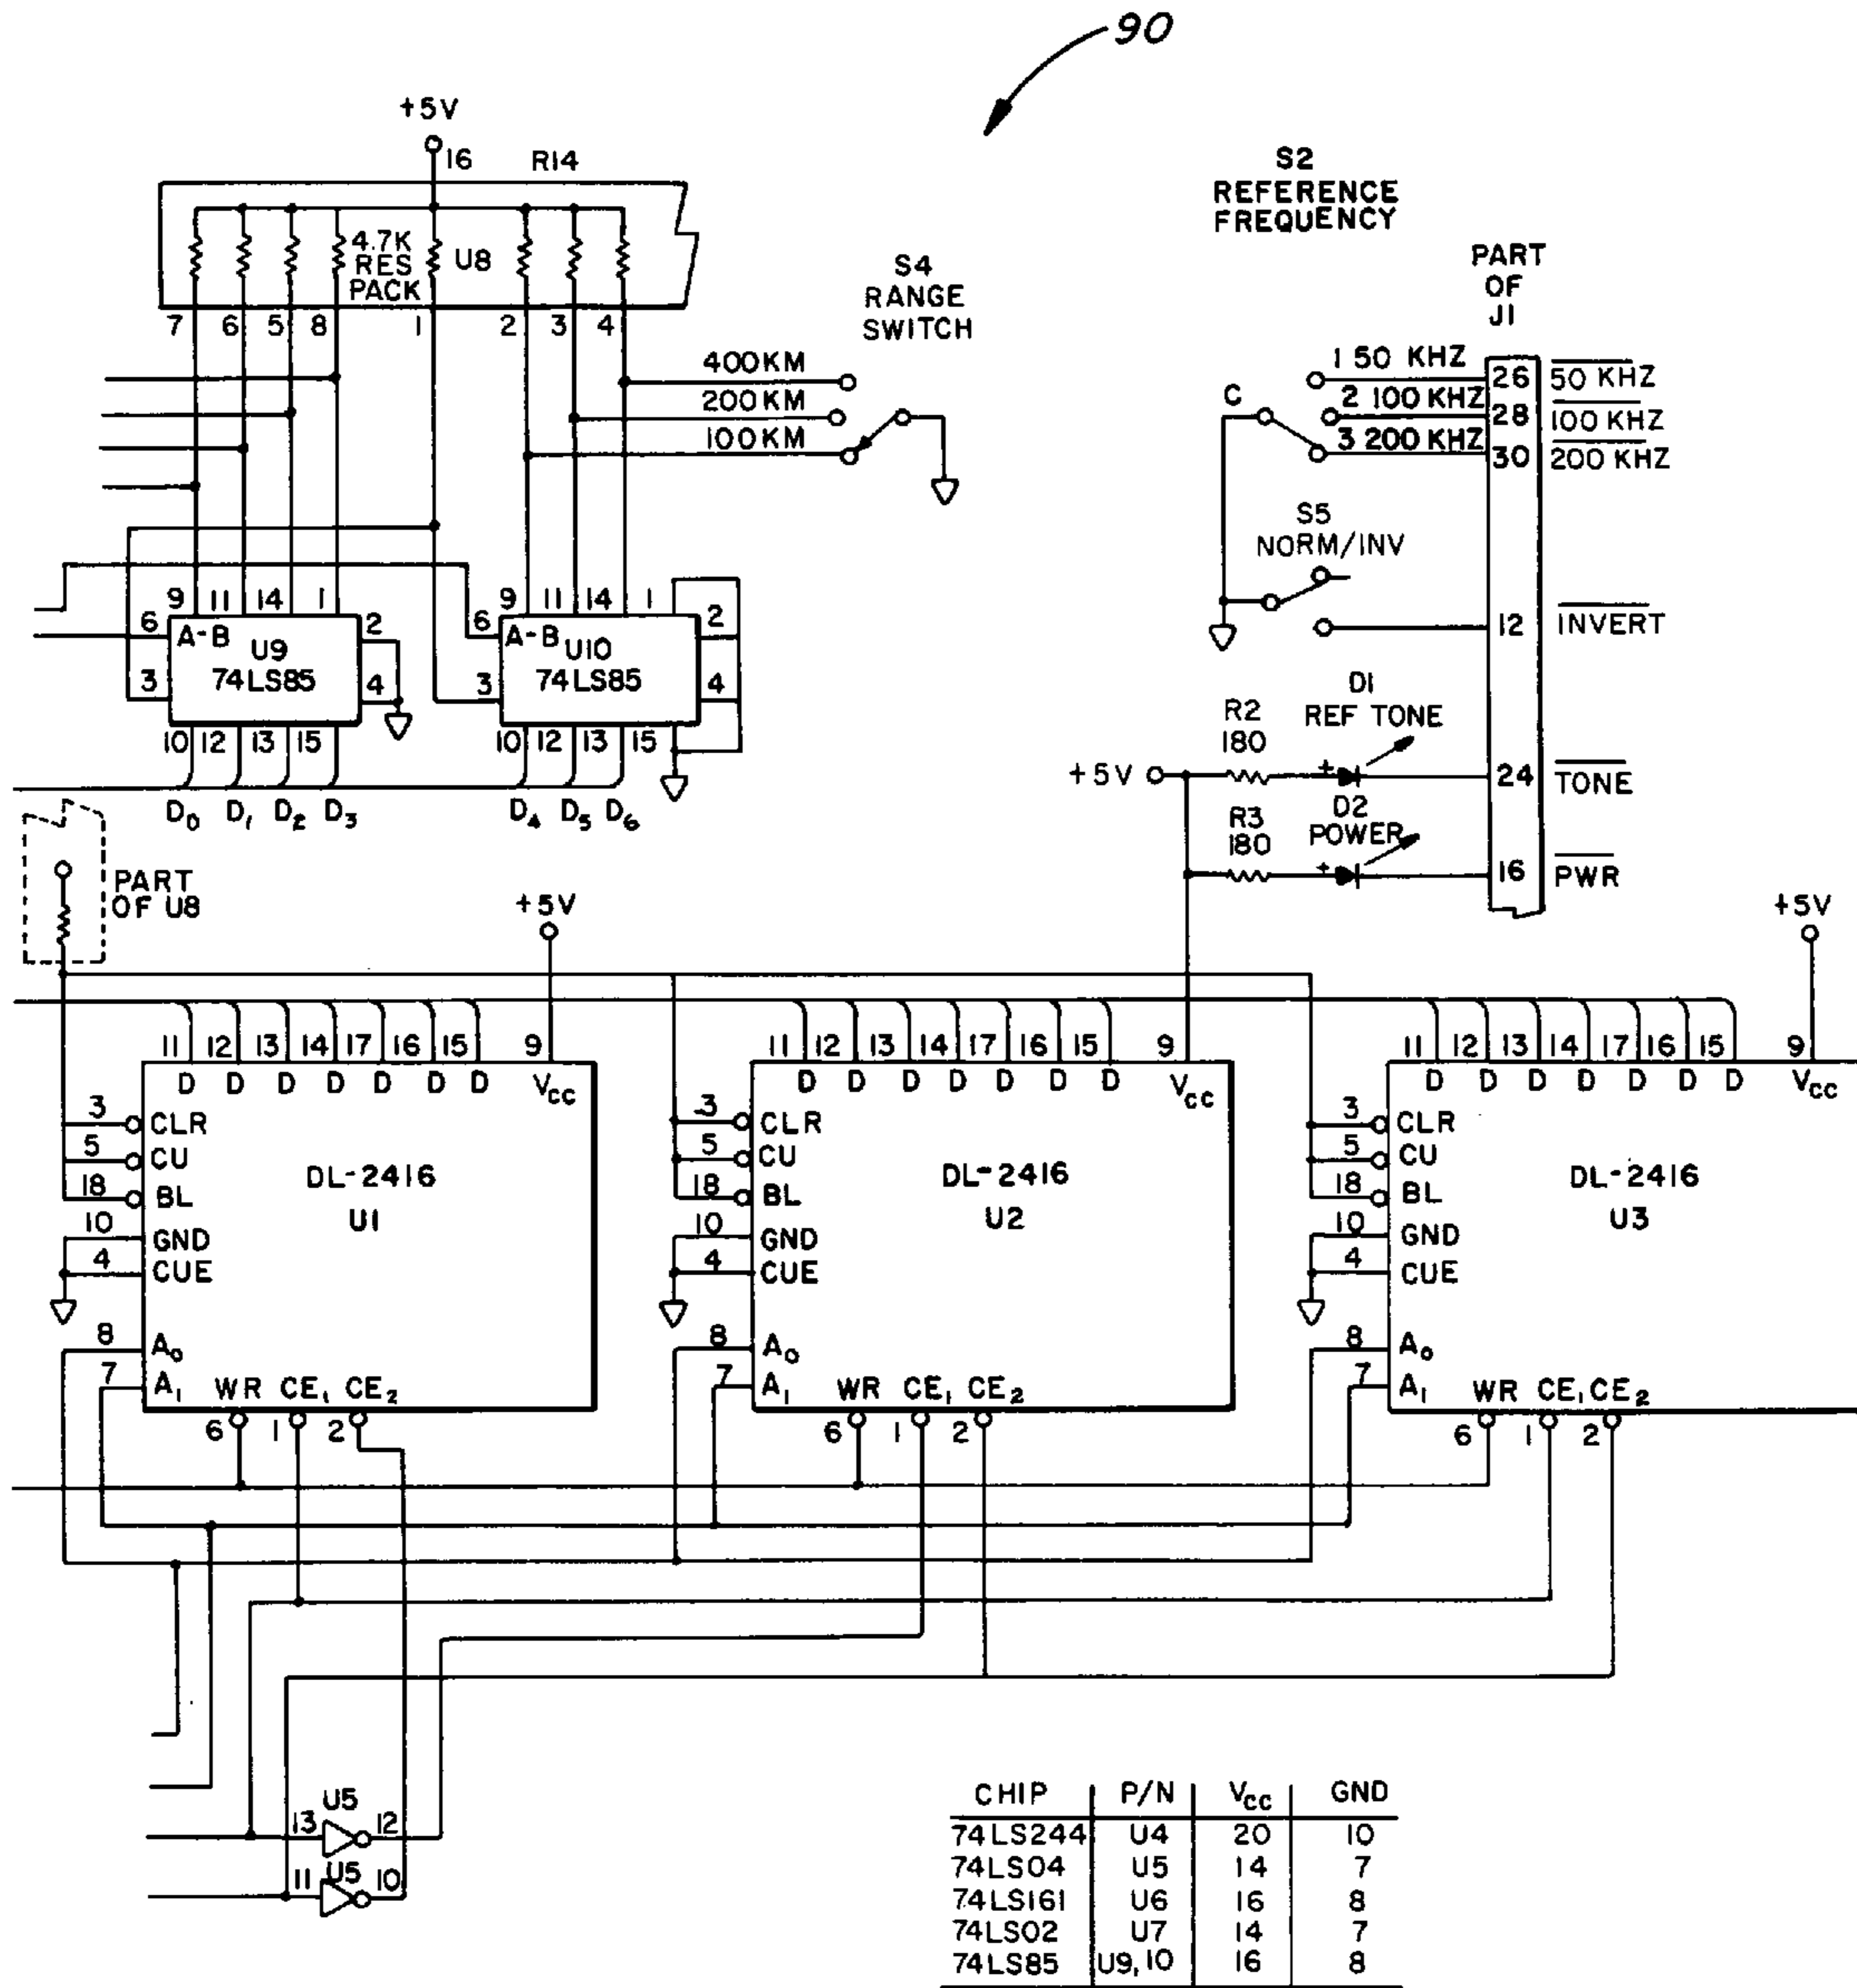 90
+5V
16
R14
4.7K
RES
PACK
U8
7 6 5 8 1 2 3 4
S4
RANGE
SWITCH
400KM
200KM
100KM
S2
REFERENCE
FREQUENCY
PART
OF
J1
1 50 KHZ 26 50 KHZ
C 2 100 KHZ 28 100 KHZ
3 200 KHZ 30 200 KHZ
S5
NORM/INV
12 INVERT
9 11 14 1
6 A-B 2
U9
74LS85
3 4
10 12 13 15
9 11 14 1
6 A-B 2
U10
74LS85
3 4
10 12 13 15
D0 D1 D2 D3 D4 D5 D6
D1
REF TONE
R2
180
+5V + 24 TONE
D2
POWER
R3
180
+ 16 PWR
PART
OF U8
+5V
+5V
11 12 13 14 17 16 15 9
D D D D D D D VCC
3 CLR
5 CU
18 BL
10 GND
4 CUE
8 A0
7 A1
DL-2416
U1
WR CE1 CE2
6 1 2
11 12 13 14 17 16 15 9
D D D D D D D VCC
3 CLR
5 CU
18 BL
10 GND
4 CUE
8 A0
7 A1
DL-2416
U2
WR CE1 CE2
6 1 2
11 12 13 14 17 16 15 9
D D D D D D D VCC
3 CLR
5 CU
18 BL
10 GND
4 CUE
8 A0
7 A1
DL-2416
U3
WR CE1 CE2
6 1 2
U5
13 12
U5
11 10
CHIP P/N VCC GND
74LS244 U4 20 10
74LS04 U5 14 7
74LS161 U6 16 8
74LS02 U7 14 7
74LS85 U9,10 16 8